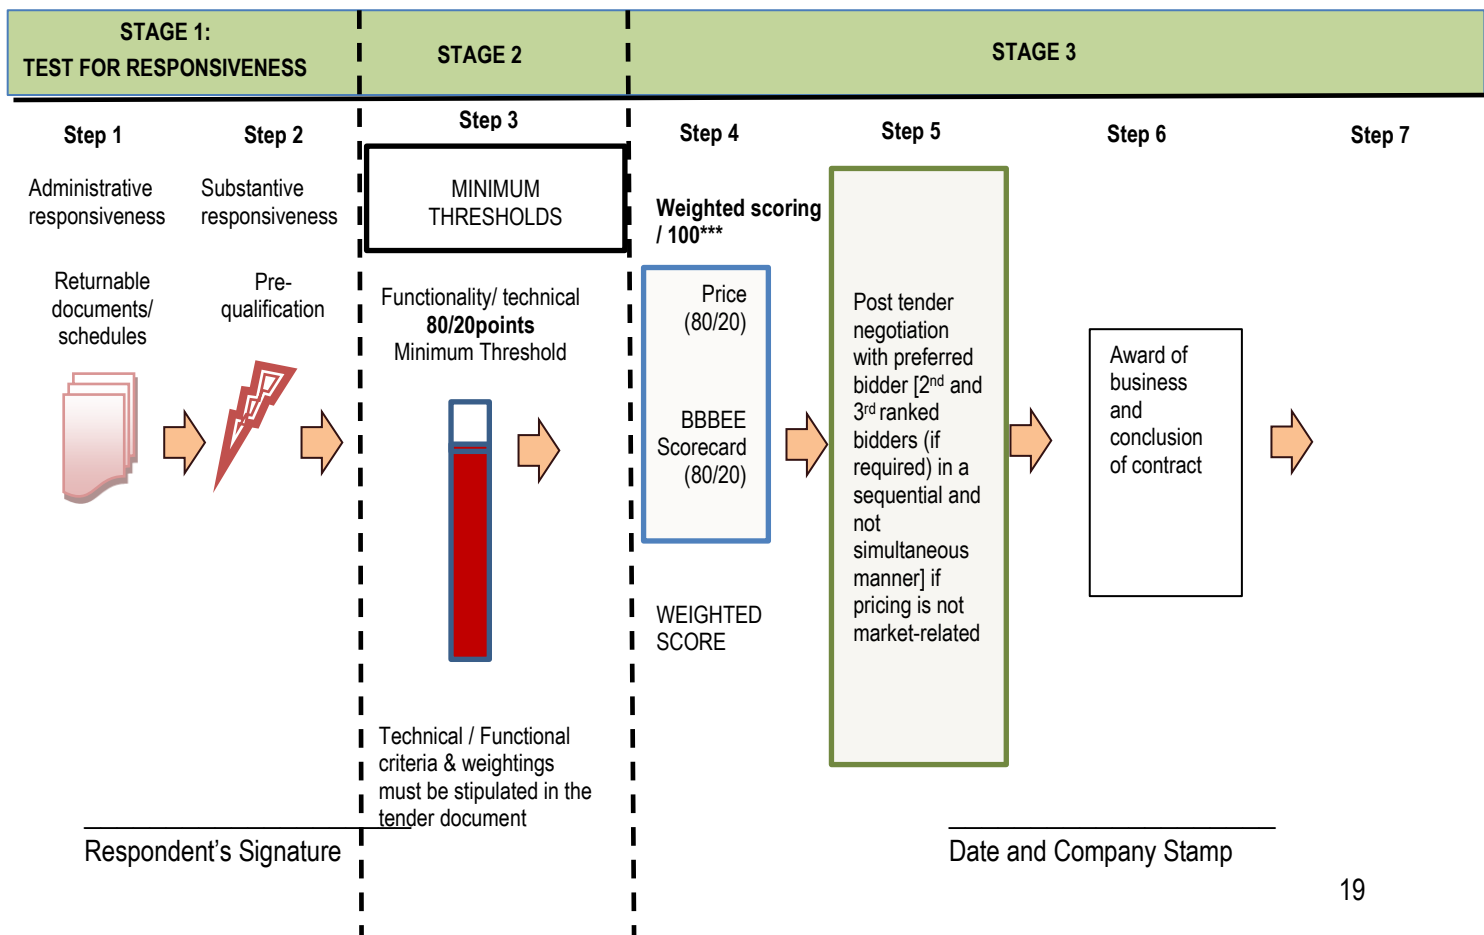 STAGE 1:
TEST FOR RESPONSIVENESS
STAGE 2
STAGE 3
Step 1
Step 2
Step 3
Step 4
Step 5
Step 6
Step 7
Administrative
responsiveness
Returnable
documents/
schedules
Substantive
responsiveness
Pre-
qualification
MINIMUM
THRESHOLDS
Functionality/ technical
80/20points
Minimum Threshold
Technical / Functional
criteria & weightings
must be stipulated in the
tender document
Weighted scoring
/ 100***
Price
(80/20)
BBBEE
Scorecard
(80/20)
WEIGHTED
SCORE
Post tender
negotiation
with preferred
bidder [2nd and
3rd ranked
bidders (if
required) in a
sequential and
not
simultaneous
manner] if
pricing is not
market-related
Award of
business
and
conclusion
of contract
Respondent's Signature
Date and Company Stamp
19